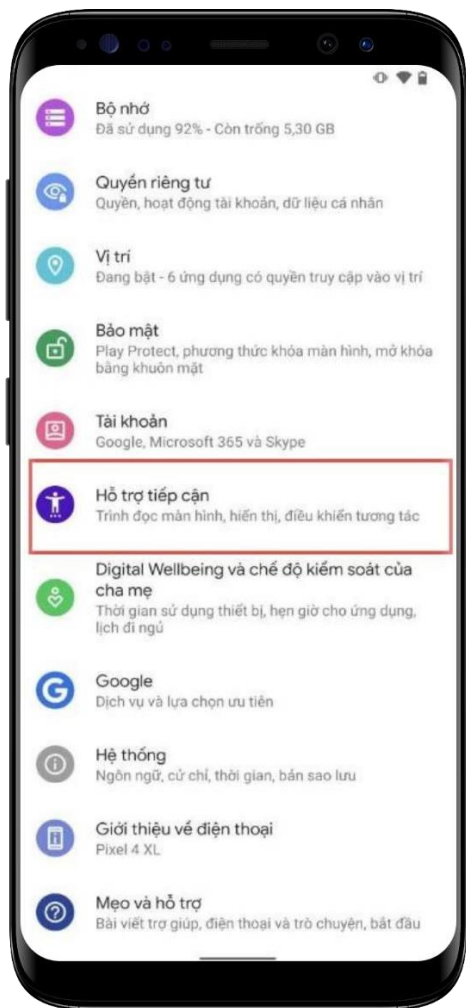 Bộ nhớ
Đã sử dụng 92% - Còn trống 5,30 GB
Quyền riêng tư
Quyền, hoạt động tài khoản, dữ liệu cá nhân
Vị trí
Đang bật - 6 ứng dụng có quyền truy cập vào vị trí
Bảo mật
Play Protect, phương thức khóa màn hình, mở khóa
bằng khuôn mặt
Tài khoản
Google, Microsoft 365 và Skype
Hỗ trợ tiếp cận
Trình đọc màn hình, hiển thị, điều khiển tương tác
Digital Wellbeing và chế độ kiểm soát của
cha mẹ
Thời gian sử dụng thiết bị, hẹn giờ cho ứng dụng,
lịch đi ngủ
Google
Dịch vụ và lựa chọn ưu tiên
Hệ thống
Ngôn ngữ, cử chỉ, thời gian, bản sao lưu
Giới thiệu về điện thoại
Pixel 4 XL
Mẹo và hỗ trợ
Bài viết trợ giúp, điện thoại và trò chuyện, bắt đầu